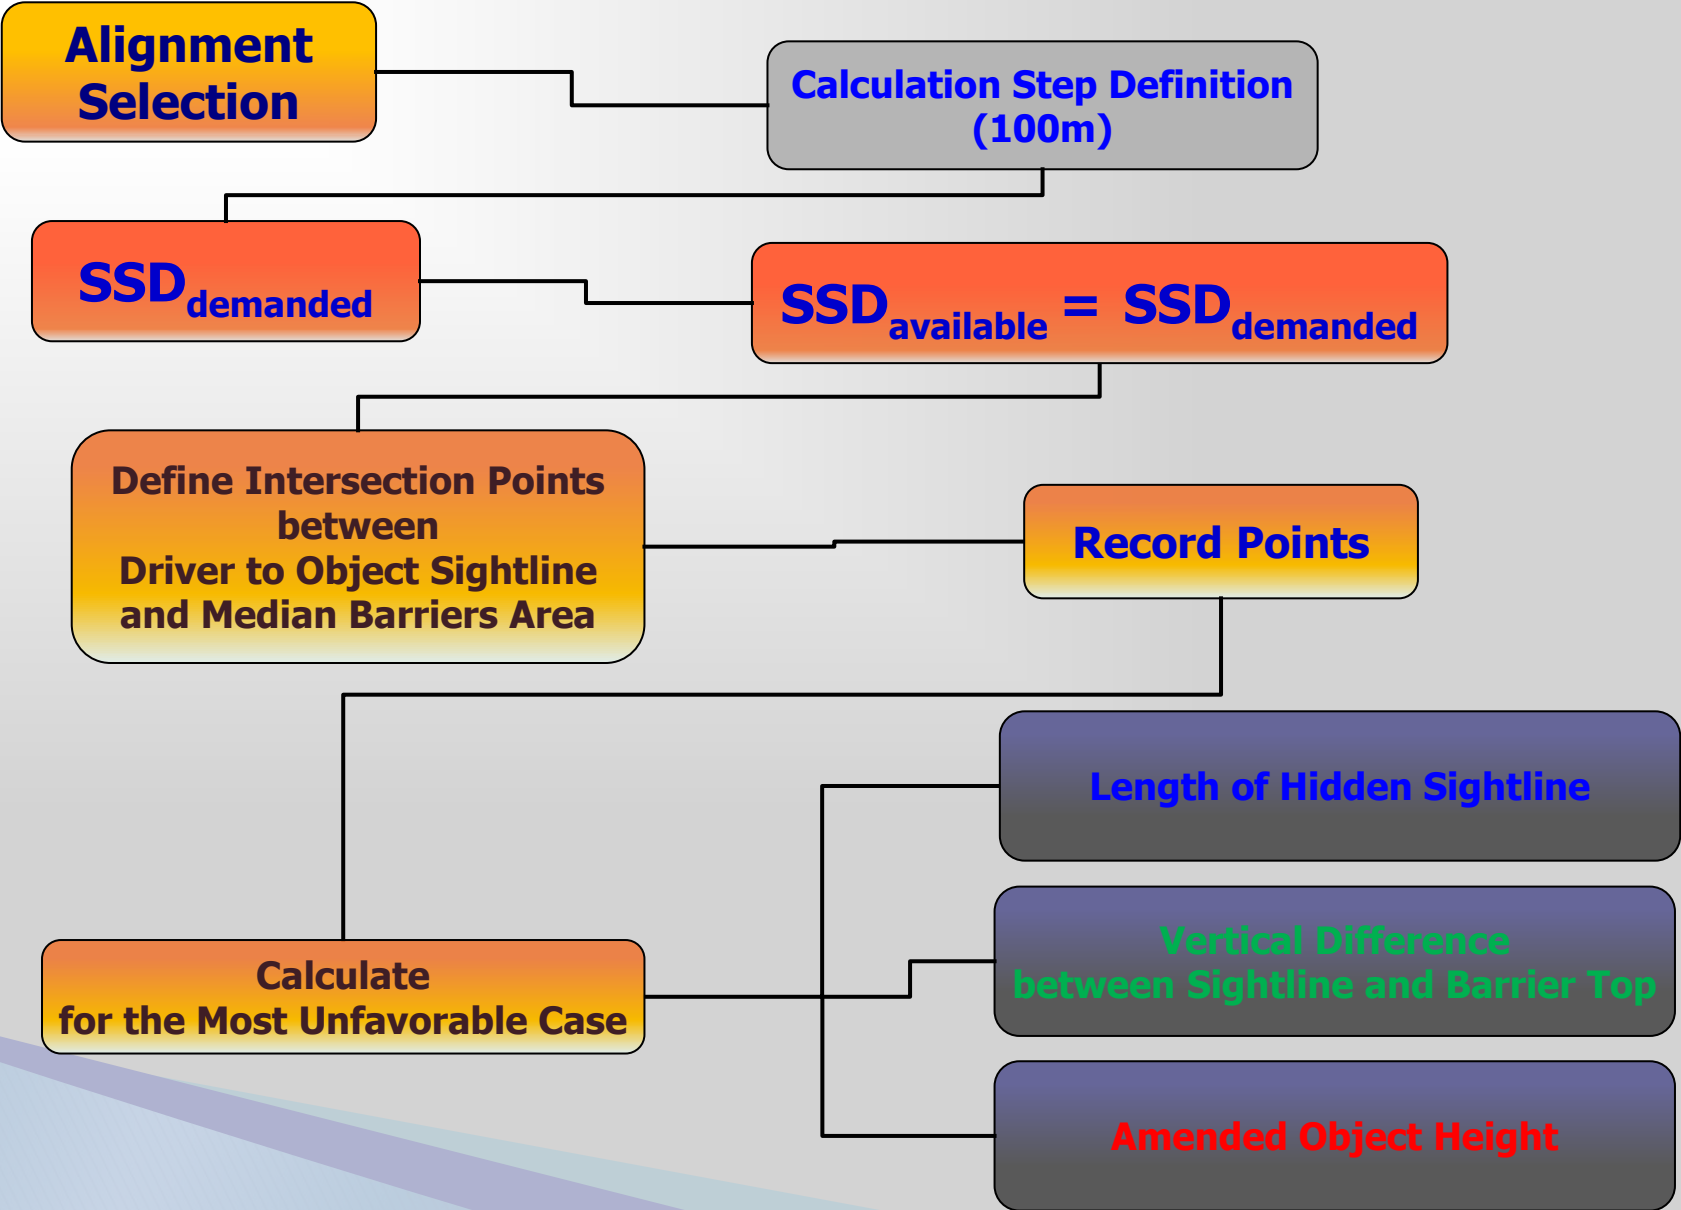 Alignment
Selection
Calculation Step Definition
(100m)
SSDdemanded
SSDavailable = SSDdemanded
Define Intersection Points
between
Driver to Object Sightline
and Median Barriers Area
Record Points
Length of Hidden Sightline
Vertical Difference
between Sightline and Barrier Top
Calculate
for the Most Unfavorable Case
Amended Object Height